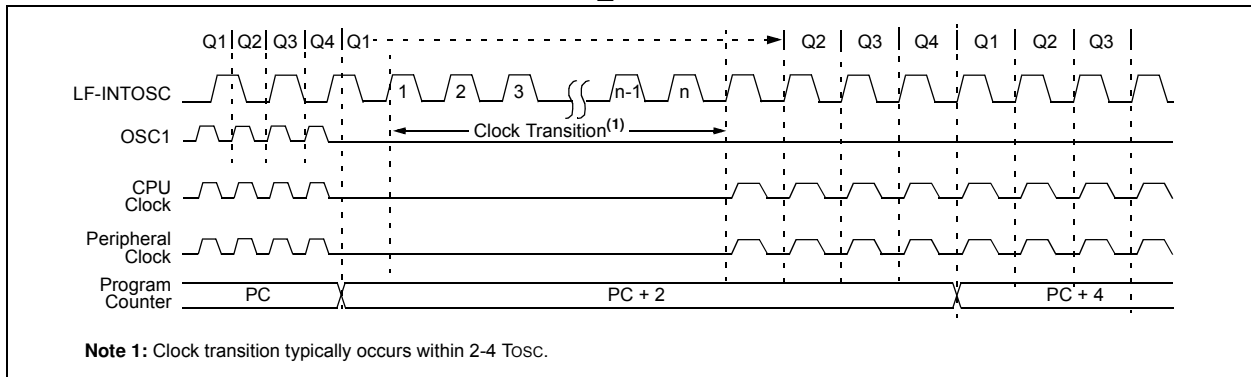 Q1 Q2 Q3 Q4 Q1 Q2 Q3 Q4 Q1 Q2 Q3
LF-INTOSC 1 2 3 n-1 n
OSC1 Clock Transition(1)
CPU
Clock
Peripheral
Clock
Program
Counter
PC PC + 2 PC + 4
Note 1: Clock transition typically occurs within 2-4 TOSC.